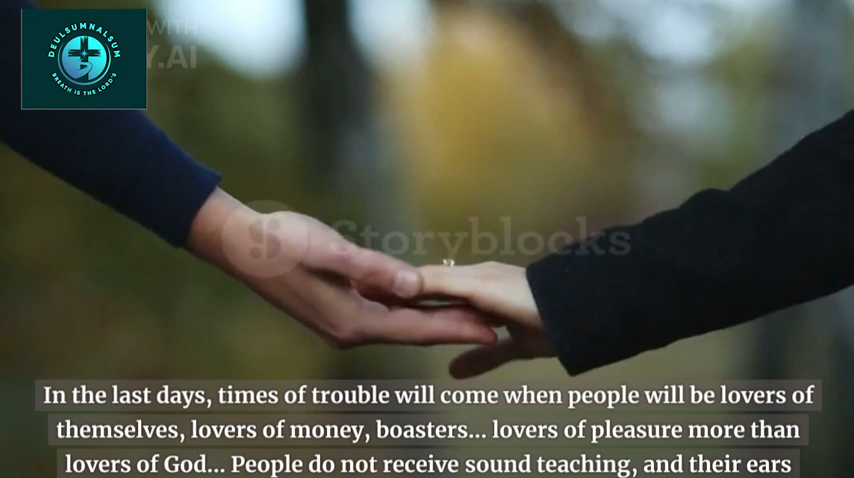 WITH
Y.AI
DEULSUMNALSUM
BREATH IS THE LORD'S
Storyblocks
In the last days, times of trouble will come when people will be lovers of
themselves, lovers of money, boasters... lovers of pleasure more than
lovers of God... People do not receive sound teaching, and their ears